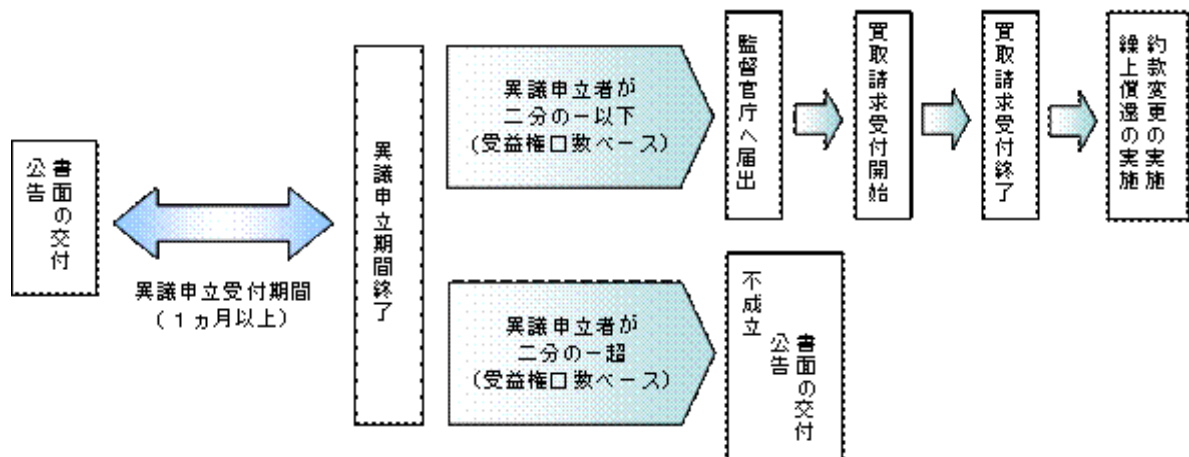 書面の交付
公告
異議申立受付期間
(1ヵ月以上)
異議申立期間終了
異議申立者が
二分の一以下
(受益権口数ベース)
監督官庁へ届出
買取請求受付開始
買取請求受付終了
約款変更の実施
繰上償還の実施
異議申立者が
二分の一超
(受益権口数ベース)
不成立
書面の交付
公告